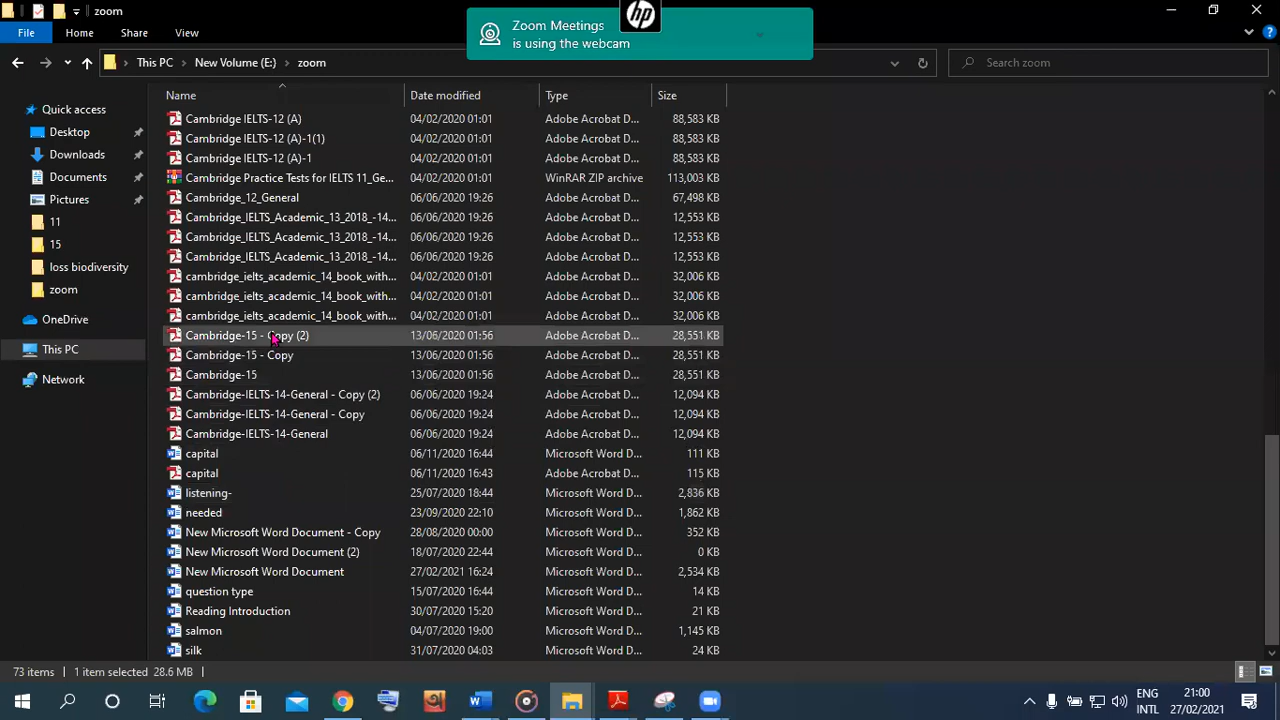 zoom
File Home Share View
Zoom Meetings
is using the webcam
hp
This PC > New Volume (E:) > zoom
Search zoom
Quick access
Desktop
Downloads
Documents
Pictures
11
15
loss biodiversity
zoom
OneDrive
This PC
Network
Name Date modified Type Size
Cambridge IELTS-12 (A) 04/02/2020 01:01 Adobe Acrobat D... 88,583 KB
Cambridge IELTS-12 (A)-1(1) 04/02/2020 01:01 Adobe Acrobat D... 88,583 KB
Cambridge IELTS-12 (A)-1 04/02/2020 01:01 Adobe Acrobat D... 88,583 KB
Cambridge Practice Tests for IELTS 11_Ge... 04/02/2020 01:01 WinRAR ZIP archive 113,003 KB
Cambridge_12_General 06/06/2020 19:26 Adobe Acrobat D... 67,498 KB
Cambridge_IELTS_Academic_13_2018_-14... 06/06/2020 19:26 Adobe Acrobat D... 12,553 KB
Cambridge_IELTS_Academic_13_2018_-14... 06/06/2020 19:26 Adobe Acrobat D... 12,553 KB
Cambridge_IELTS_Academic_13_2018_-14... 06/06/2020 19:26 Adobe Acrobat D... 12,553 KB
cambridge_ielts_academic_14_book_with... 04/02/2020 01:01 Adobe Acrobat D... 32,006 KB
cambridge_ielts_academic_14_book_with... 04/02/2020 01:01 Adobe Acrobat D... 32,006 KB
cambridge_ielts_academic_14_book_with... 04/02/2020 01:01 Adobe Acrobat D... 32,006 KB
Cambridge-15 - Copy (2) 13/06/2020 01:56 Adobe Acrobat D... 28,551 KB
Cambridge-15 - Copy 13/06/2020 01:56 Adobe Acrobat D... 28,551 KB
Cambridge-15 13/06/2020 01:56 Adobe Acrobat D... 28,551 KB
Cambridge-IELTS-14-General - Copy (2) 06/06/2020 19:24 Adobe Acrobat D... 12,094 KB
Cambridge-IELTS-14-General - Copy 06/06/2020 19:24 Adobe Acrobat D... 12,094 KB
Cambridge-IELTS-14-General 06/06/2020 19:24 Adobe Acrobat D... 12,094 KB
capital 06/11/2020 16:44 Microsoft Word D... 111 KB
capital 06/11/2020 16:43 Adobe Acrobat D... 115 KB
listening- 25/07/2020 18:44 Microsoft Word D... 2,836 KB
needed 23/09/2020 22:10 Microsoft Word D... 1,862 KB
New Microsoft Word Document - Copy 28/08/2020 00:00 Microsoft Word D... 352 KB
New Microsoft Word Document (2) 18/07/2020 22:44 Microsoft Word D... 0 KB
New Microsoft Word Document 27/02/2021 16:24 Microsoft Word D... 2,534 KB
question type 15/07/2020 16:44 Microsoft Word D... 14 KB
Reading Introduction 30/07/2020 15:20 Microsoft Word D... 21 KB
salmon 04/07/2020 19:00 Microsoft Word D... 1,145 KB
silk 31/07/2020 04:03 Microsoft Word D... 24 KB
73 items 1 item selected 28.6 MB
ENG 21:00
INTL 27/02/2021